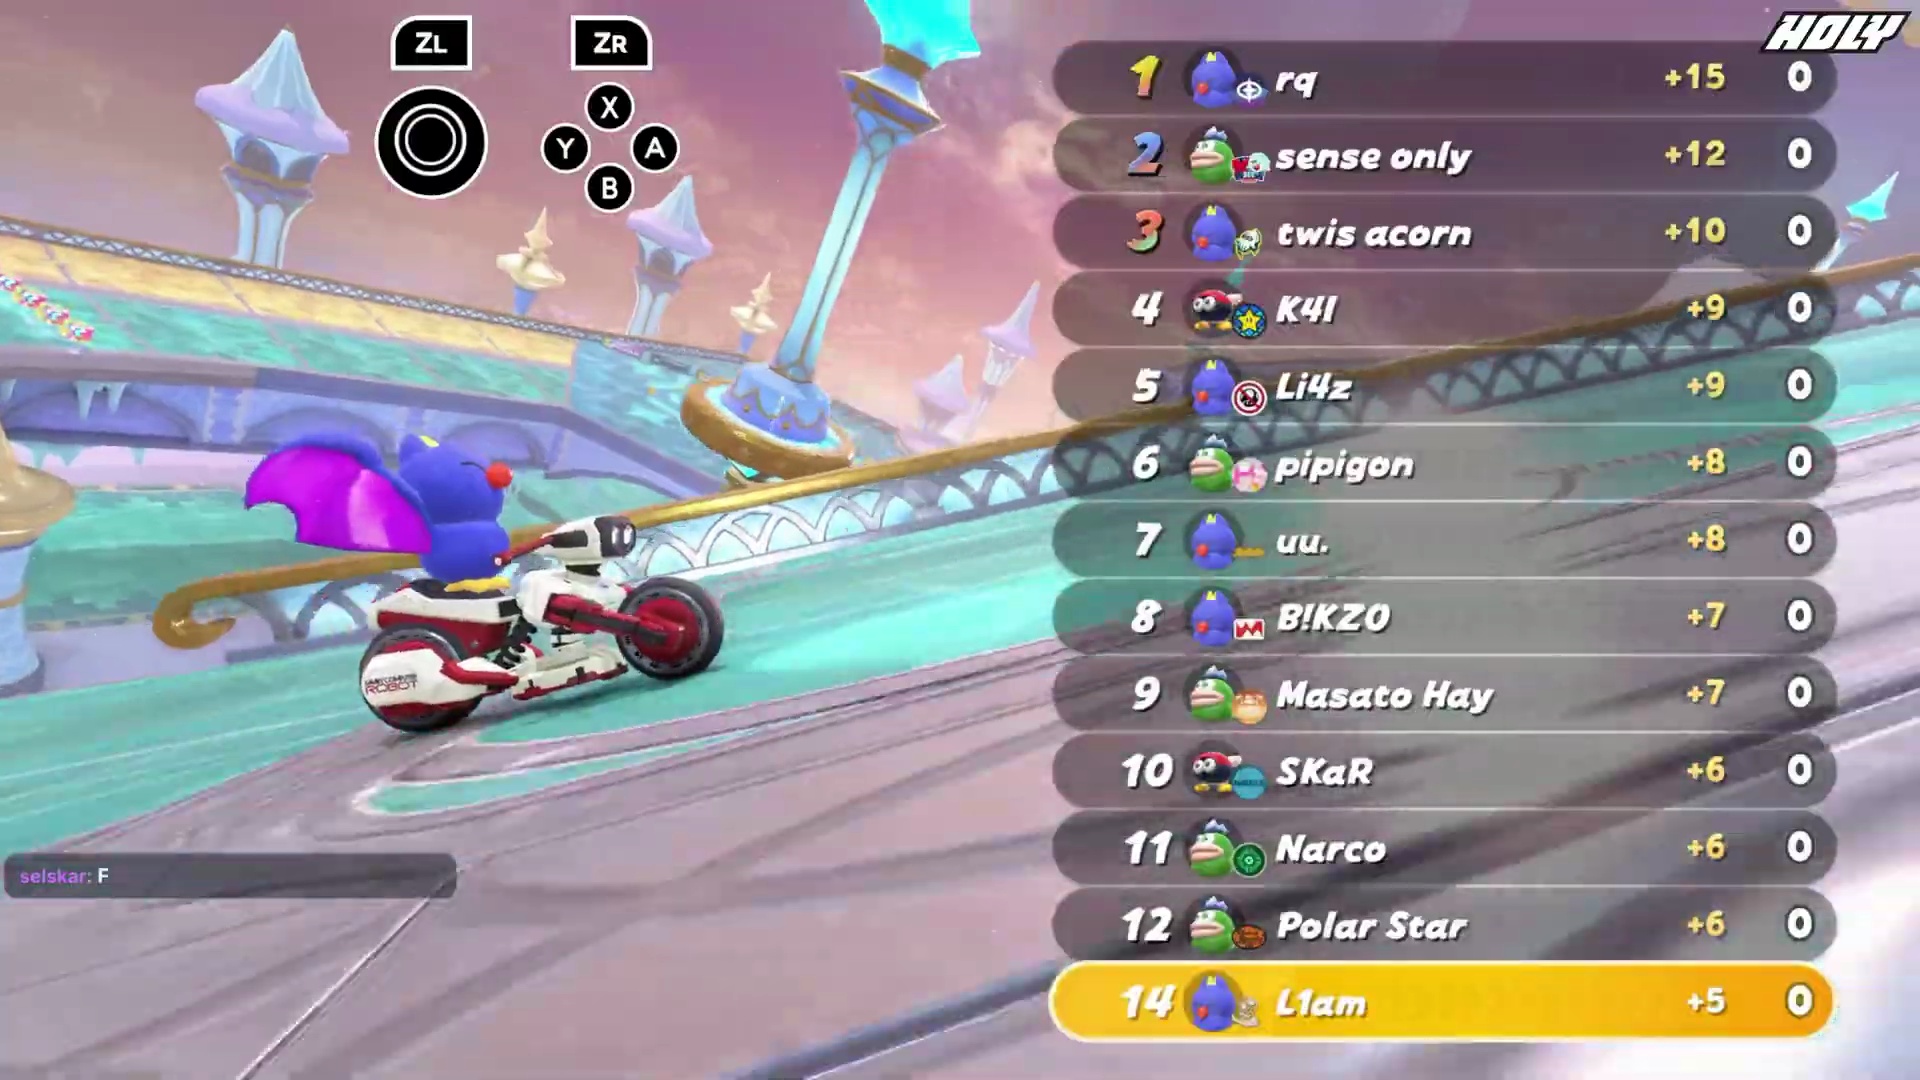 HOLY
ZL
ZR
X
Y
A
B
1 rq +15 0
2 sense only +12 0
3 twis acorn +10 0
4 K4I +9 0
5 Li4z +9 0
6 pipigon +8 0
7 uu. +8 0
8 B!KZO +7 0
9 Masato Hay +7 0
10 SKaR +6 0
11 Narco +6 0
12 Polar Star +6 0
14 L1am +5 0
ROBOT
selskar: F